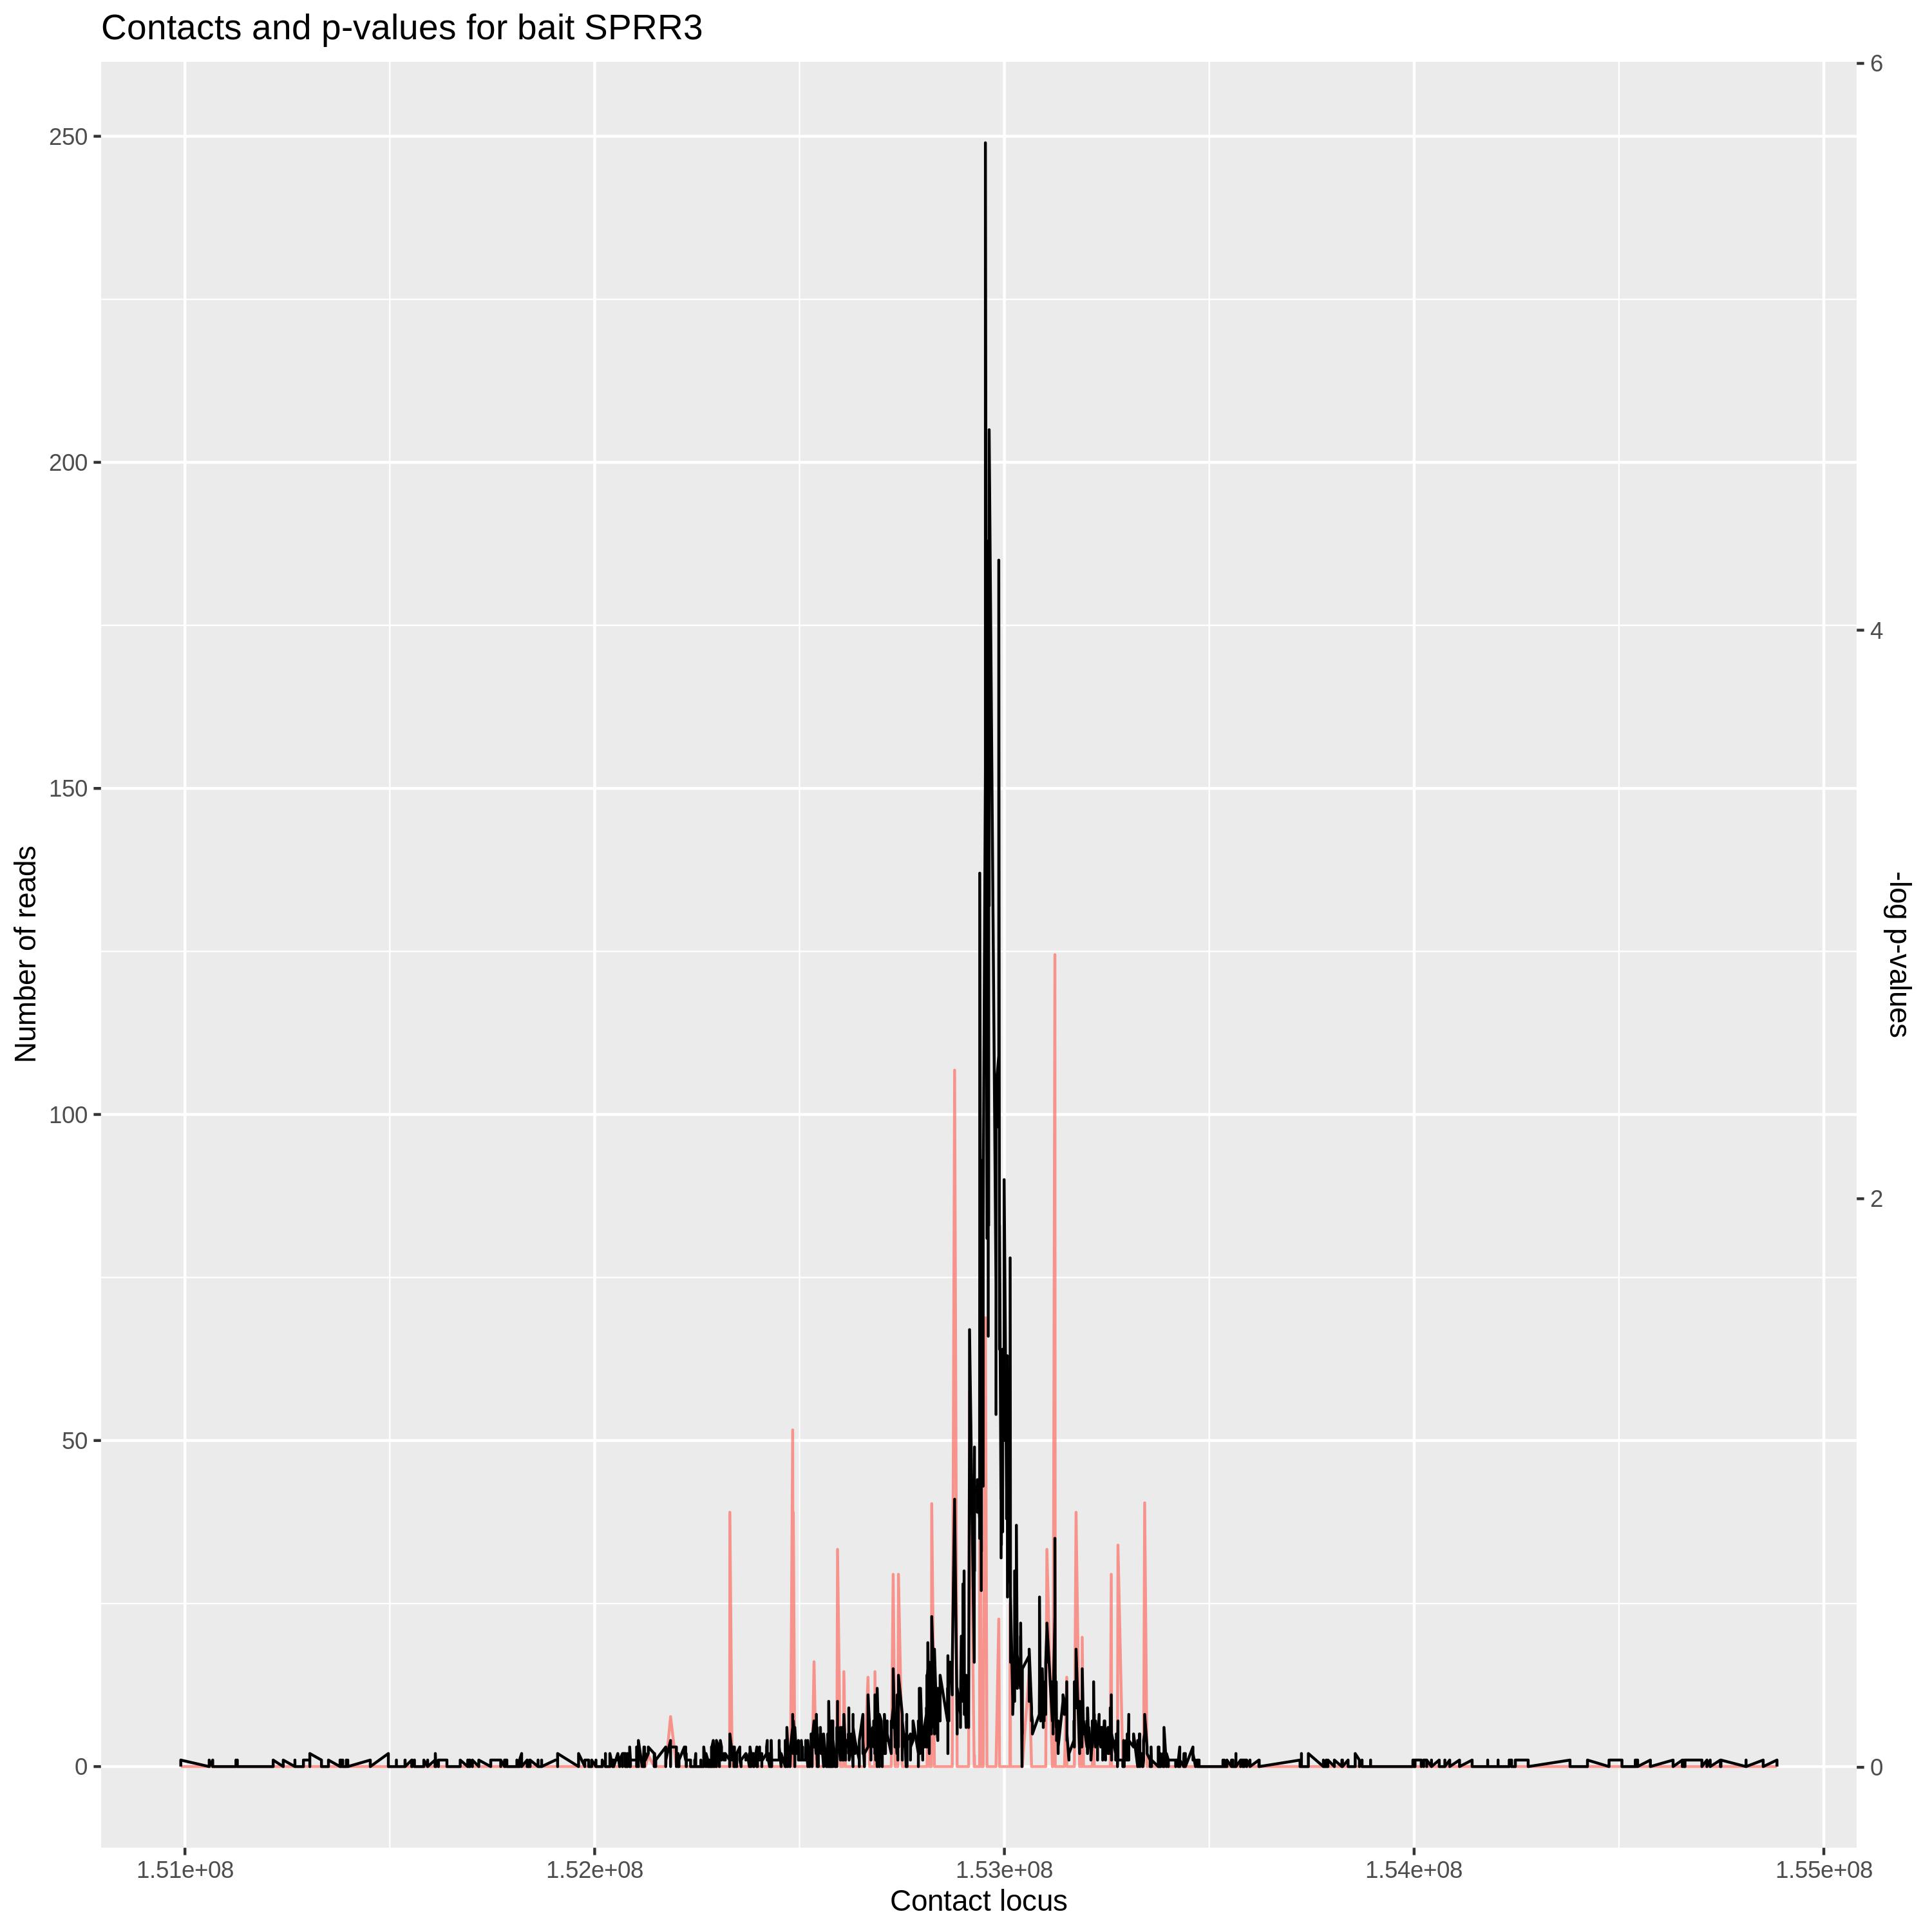 Contacts and p-values for bait SPRR3
6
250
200
4
150
Number of reads
-log p-values
100
2
50
0
0
1.51e+08 1.52e+08 1.53e+08 1.54e+08 1.55e+08
Contact locus